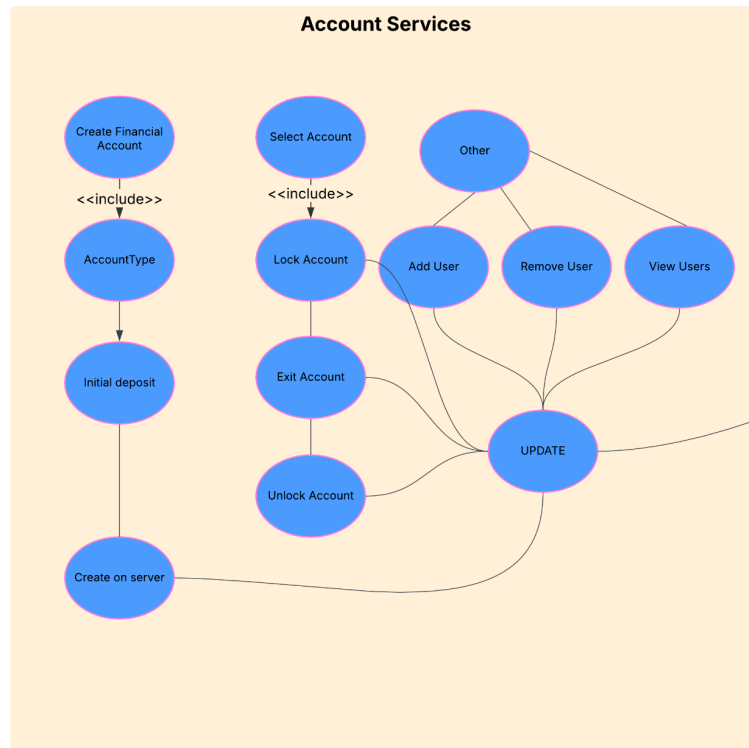 Account Services
Create Financial
Account
Select Account
Other
<<include>>
<<include>>
AccountType
Lock Account
Add User
Remove User
View Users
Initial deposit
Exit Account
UPDATE
Unlock Account
Create on server